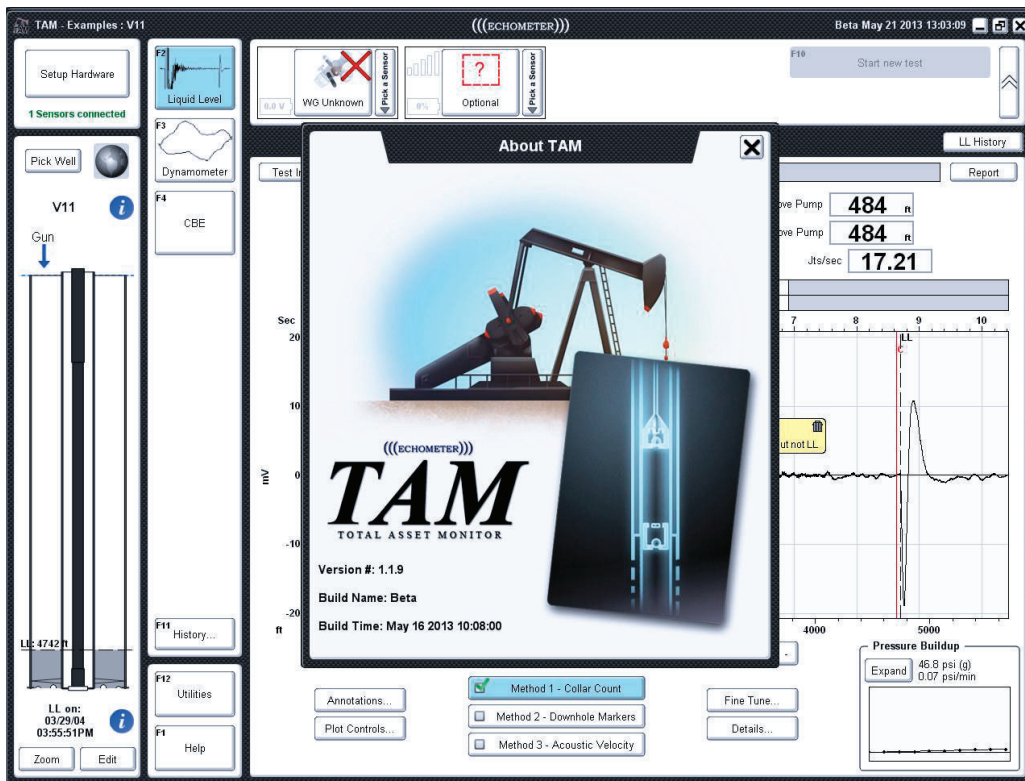 TAM - Examples : V11
(((ECHOMETER)))
Beta May 21 2013 13:03:09
Setup Hardware
1 Sensors connected
Pick Well
V11
Gun
LL: 4742 ft
LL on:
03/29/04
03:55:51PM
Zoom
Edit
F2
Liquid Level
F3
Dynamometer
F4
CBE
F11
History...
F12
Utilities
F1
Help
0.0 V
WG Unknown
Pick a Sensor
0%
?
Optional
Pick a Sensor
F10
Start new test
LL History
Test In
Report
ove Pump 484 ft
ove Pump 484 ft
Jts/sec 17.21
Sec
7 8 9 10
20
10
mV
0
-10
-20
ft
4000 5000
LL
ut not LL
About TAM
(((ECHOMETER)))
TAM
TOTAL ASSET MONITOR
Version #: 1.1.9
Build Name: Beta
Build Time: May 16 2013 10:08:00
Annotations...
Plot Controls...
Method 1 - Collar Count
Method 2 - Downhole Markers
Method 3 - Acoustic Velocity
Fine Tune...
Details...
Pressure Buildup
Expand
46.8 psi (g)
0.07 psi/min